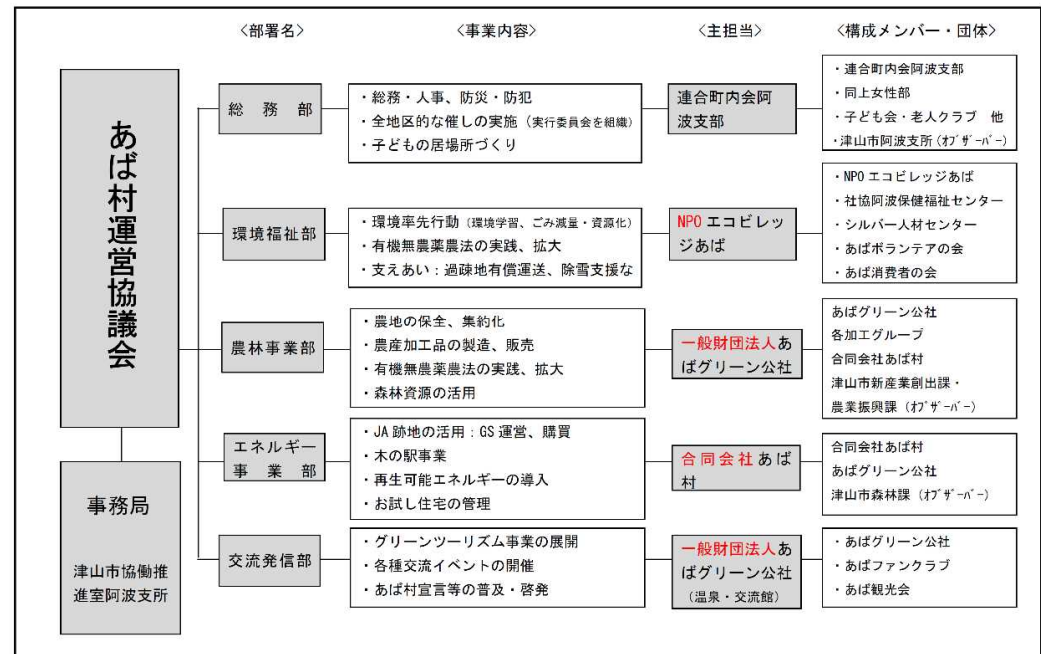 〈部署名〉 〈事業内容〉 〈主担当〉 〈構成メンバー・団体〉
あば村運営協議会
事務局
津山市協働推
進室阿波支所
総務部
・総務・人事、防災・防犯
・全地区的な催しの実施（実行委員会を組織）
・子どもの居場所づくり
連合町内会阿
波支部
・連合町内会阿波支部
・同上女性部
・子ども会・老人クラブ 他
・津山市阿波支所(ｵﾌﾞｻﾞｰﾊﾞｰ)
環境福祉部
・環境率先行動（環境学習、ごみ減量・資源化）
・有機無農薬農法の実践、拡大
・支えあい：過疎地有償運送、除雪支援な
NPOエコビレッ
ジあば
・NPOエコビレッジあば
・社協阿波保健福祉センター
・シルバー人材センター
・あばボランテアの会
・あば消費者の会
農林事業部
・農地の保全、集約化
・農産加工品の製造、販売
・有機無農薬農法の実践、拡大
・森林資源の活用
一般財団法人あ
ばグリーン公社
あばグリーン公社
各加工グループ
合同会社あば村
津山市新産業創出課・
農業振興課(ｵﾌﾞｻﾞｰﾊﾞｰ)
エネルギー
事業部
・JA跡地の活用：GS運営、購買
・木の駅事業
・再生可能エネルギーの導入
・お試し住宅の管理
合同会社あば
村
合同会社あば村
あばグリーン公社
津山市森林課(ｵﾌﾞｻﾞｰﾊﾞｰ)
交流発信部
・グリーンツーリズム事業の展開
・各種交流イベントの開催
・あば村宣言等の普及・啓発
一般財団法人あ
ばグリーン公社
（温泉・交流館）
・あばグリーン公社
・あばファンクラブ
・あば観光会